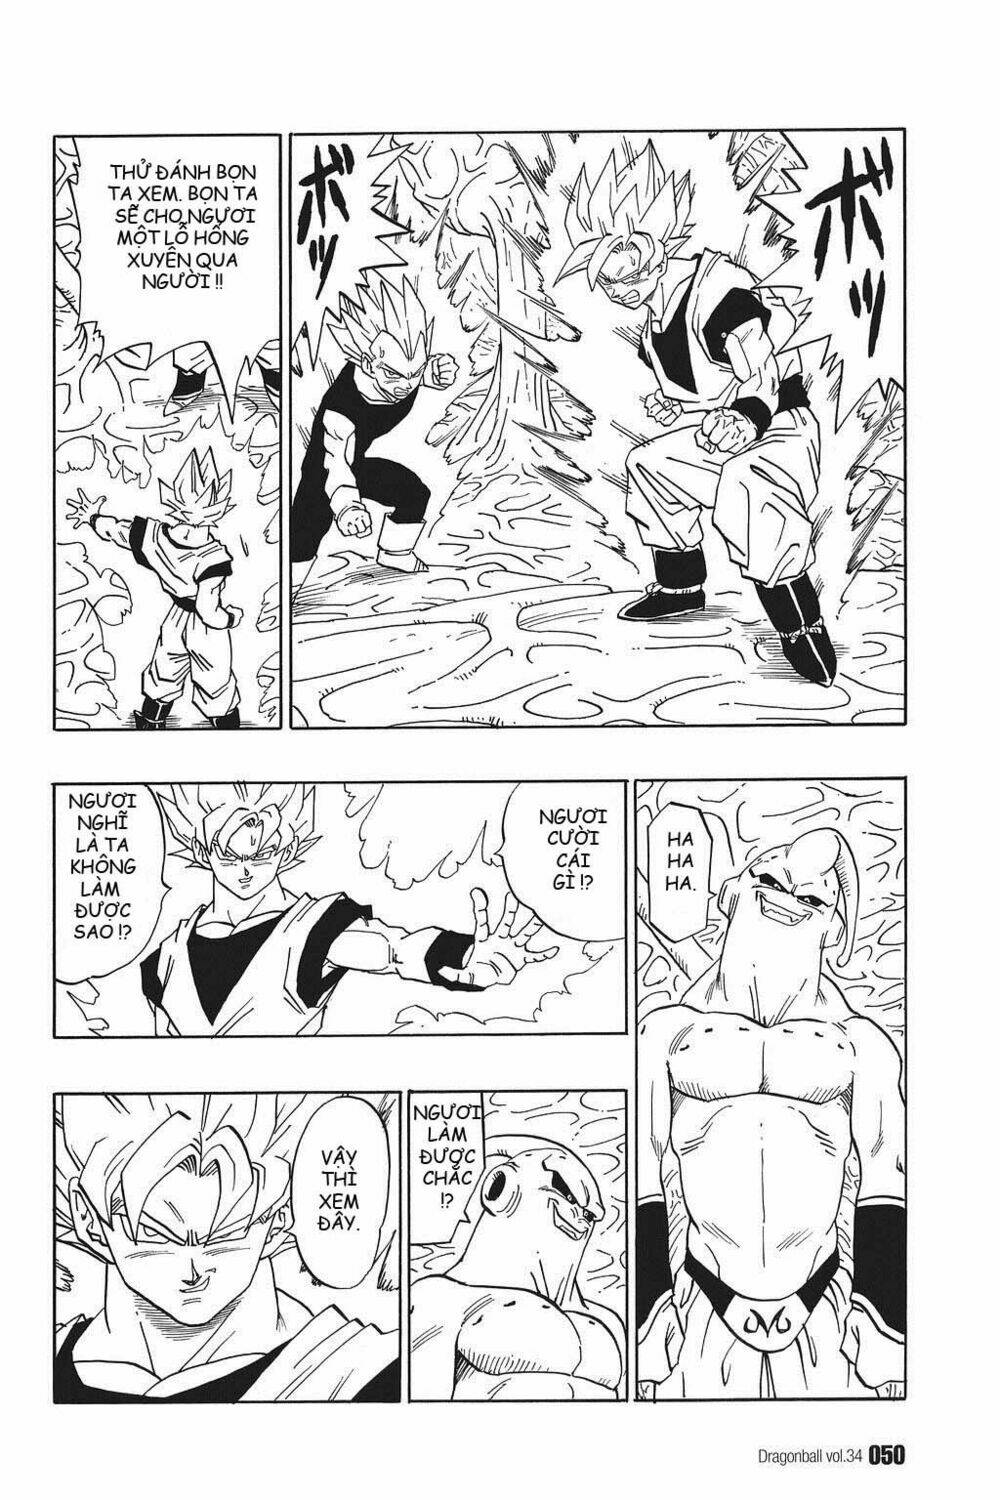 ボッ
ボッ
THỬ ĐÁNH BỌN
TA XEM. BỌN TA
SẼ CHO NGƯƠI
MỘT LỖ HỔNG
XUYÊN QUA
NGƯỜI !!
HA
HA
HA.
NGƯƠI
CƯỜI
CÁI
GÌ !?
NGƯƠI
NGHĨ
LÀ TA
KHÔNG
LÀM
ĐƯỢC
SAO !?
NGƯƠI
LÀM
ĐƯỢC
CHẮC
!?
VẬY
THÌ
XEM
ĐÂY.
Dragonball vol.34 050